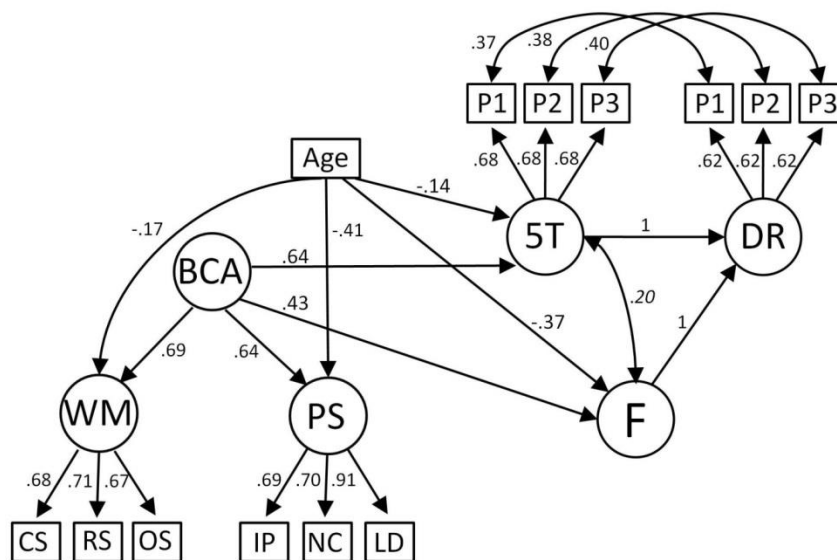 .37 .38 .40
P1 P2 P3 P1 P2 P3
.68 .68 .68 .62 .62 .62
Age
-.14
-.17 -.41
5T 1 DR
BCA .64
.43 .20
-.37 1
.69 .64
WM PS F
.68 .71 .67 .69 .70 .91
CS RS OS IP NC LD